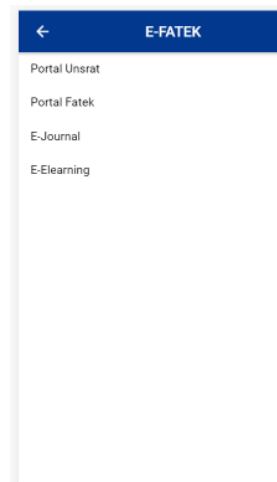 E-FATEK
Portal Unsrat
Portal Fatek
E-Journal
E-Elearning